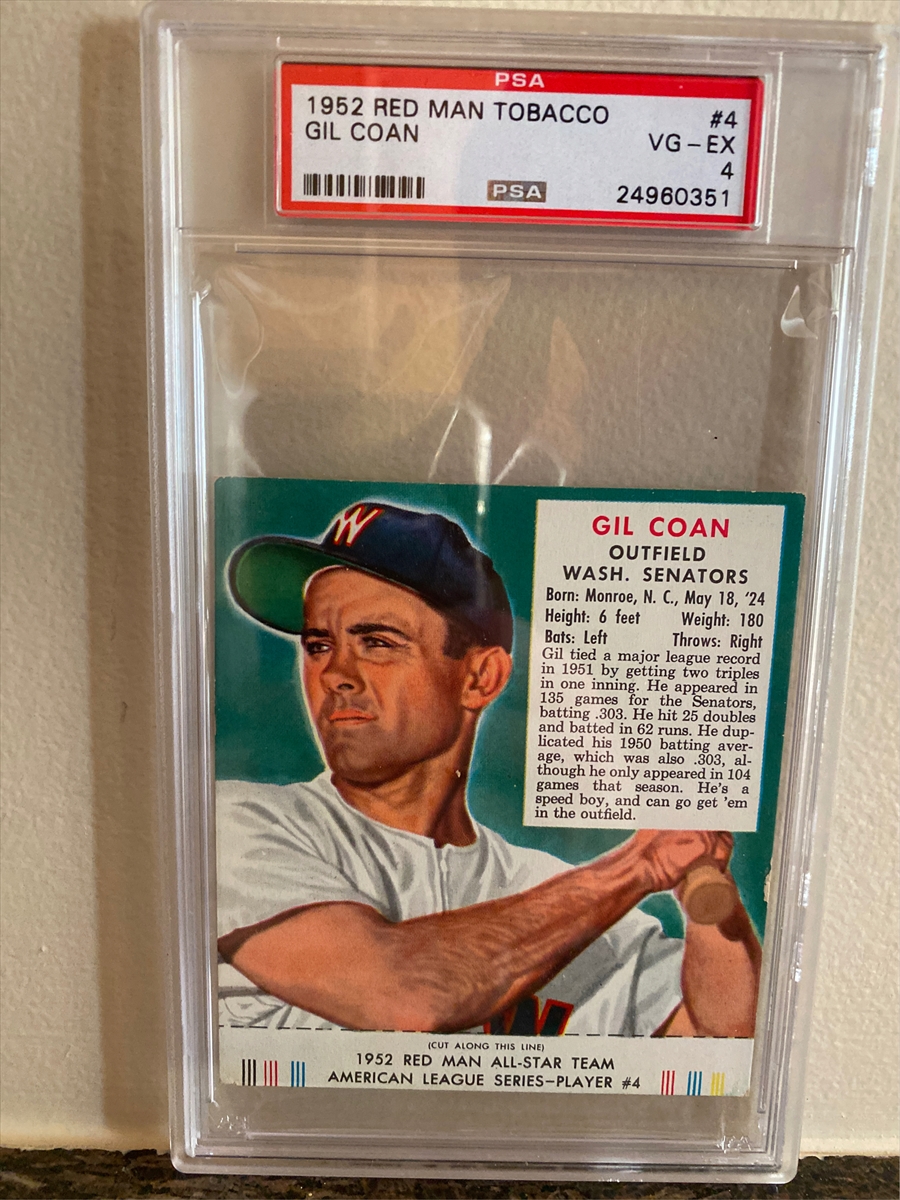 PSA
1952 RED MAN TOBACCO #4
GIL COAN VG-EX
4
PSA 24960351
W
GIL COAN
OUTFIELD
WASH. SENATORS
Born: Monroe, N. C., May 18, '24
Height: 6 feet Weight: 180
Bats: Left Throws: Right
Gil tied a major league record
in 1951 by getting two triples
in one inning. He appeared in
135 games for the Senators,
batting .303. He hit 25 doubles
and batted in 62 runs. He dup-
licated his 1950 batting aver-
age, which was also .303, al-
though he only appeared in 104
games that season. He's a
speed boy, and can go get 'em
in the outfield.
W
(CUT ALONG THIS LINE)
1952 RED MAN ALL-STAR TEAM
AMERICAN LEAGUE SERIES—PLAYER #4